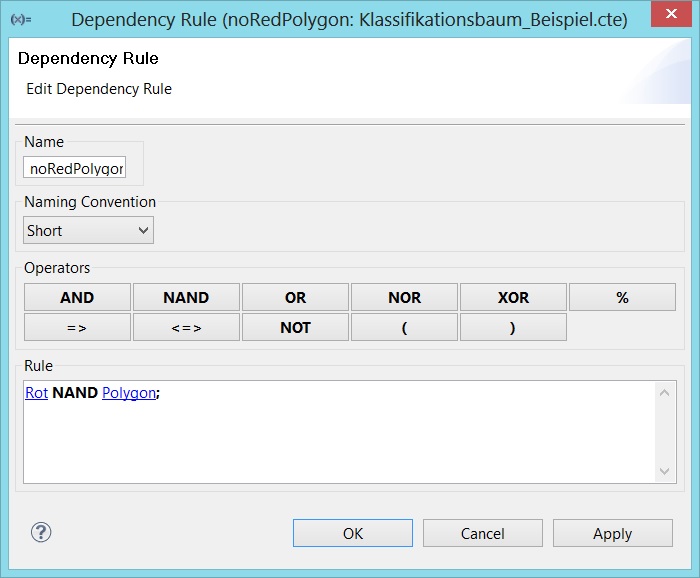 (x)= Dependency Rule (noRedPolygon: Klassifikationsbaum_Beispiel.cte) x
Dependency Rule
Edit Dependency Rule
Name
noRedPolygor
Naming Convention
Short
Operators
AND NAND OR NOR XOR %
=> <=> NOT ( )
Rule
Rot NAND Polygon;
? OK Cancel Apply